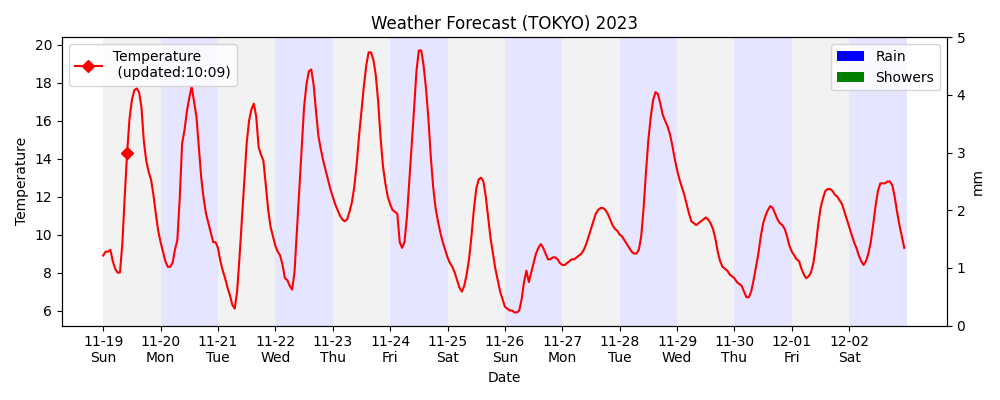 Weather Forecast (TOKYO) 2023
Temperature
(updated:10:09)
Rain
Showers
20
18
16
14
12
10
8
6
Temperature
5
4
3
2
1
0
mm
11-19 11-20 11-21 11-22 11-23 11-24 11-25 11-26 11-27 11-28 11-29 11-30 12-01 12-02
Sun Mon Tue Wed Thu Fri Sat Sun Mon Tue Wed Thu Fri Sat
Date